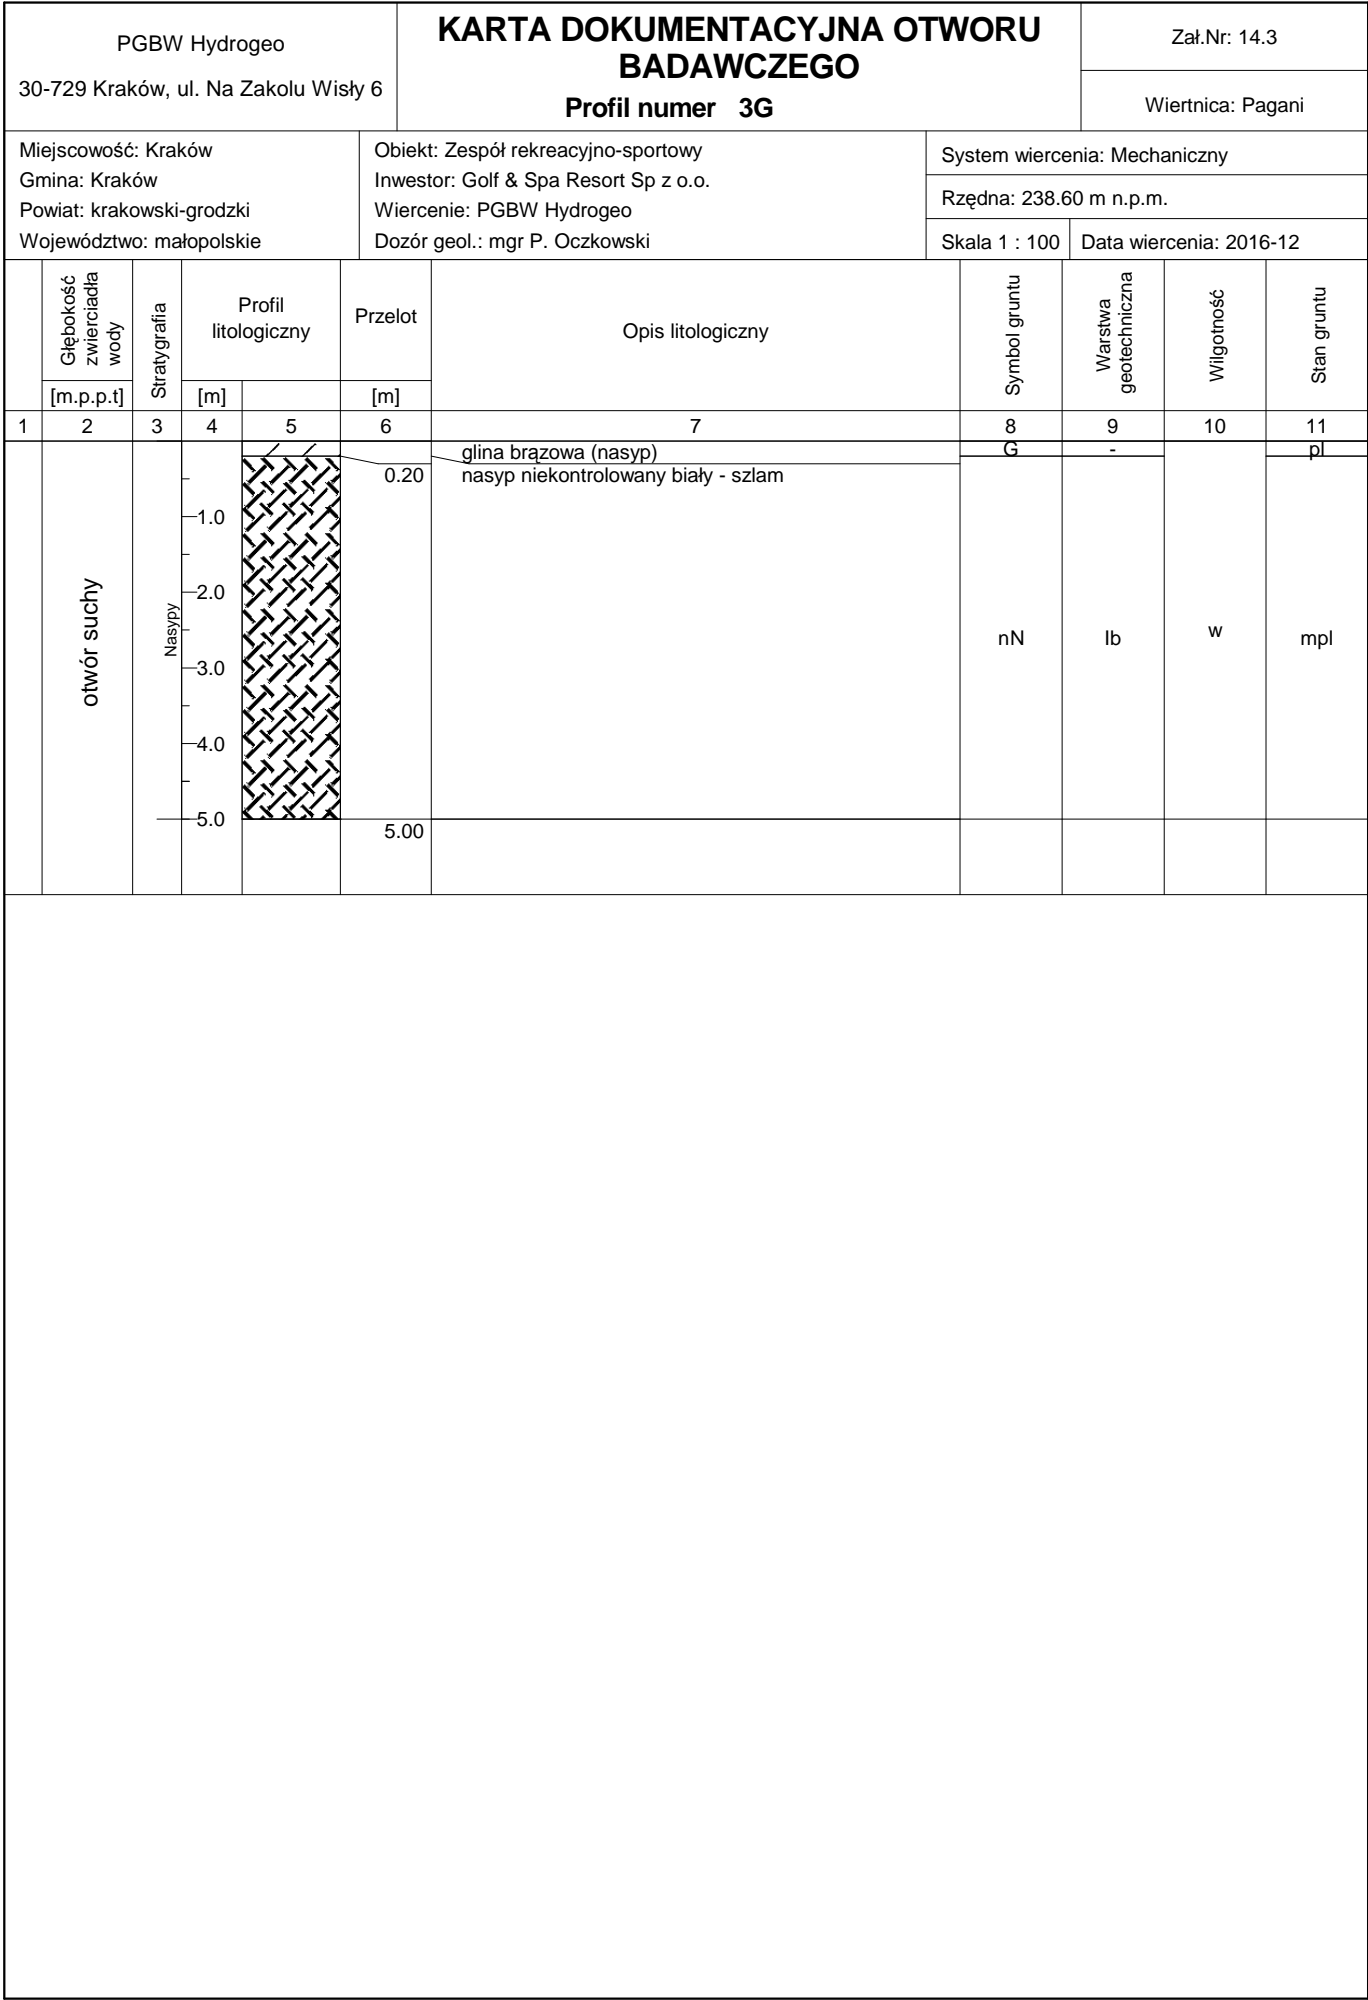 PGBW Hydrogeo
30-729 Kraków, ul. Na Zakolu Wisły 6
KARTA DOKUMENTACYJNA OTWORU
BADAWCZEGO
Profil numer 3G
Zał.Nr: 14.3
Wiertnica: Pagani
Miejscowość: Kraków
Gmina: Kraków
Powiat: krakowski-grodzki
Województwo: małopolskie
Obiekt: Zespół rekreacyjno-sportowy
Inwestor: Golf & Spa Resort Sp z o.o.
Wiercenie: PGBW Hydrogeo
Dozór geol.: mgr P. Oczkowski
System wiercenia: Mechaniczny
Rzędna: 238.60 m n.p.m.
Skala 1 : 100
Data wiercenia: 2016-12
Głębokość
zwierciadła
wody
[m.p.p.t]
Stratygrafia
Profil
litologiczny
[m]
Przelot
[m]
Opis litologiczny
Symbol gruntu
Warstwa
geotechniczna
Wilgotność
Stan gruntu
1 2 3 4 5 6 7 8 9 10 11
glina brązowa (nasyp)
G
-
pl
0.20
nasyp niekontrolowany biały - szlam
otwór suchy
Nasypy
1.0
2.0
3.0
4.0
5.0
nN
Ib
w
mpl
5.00